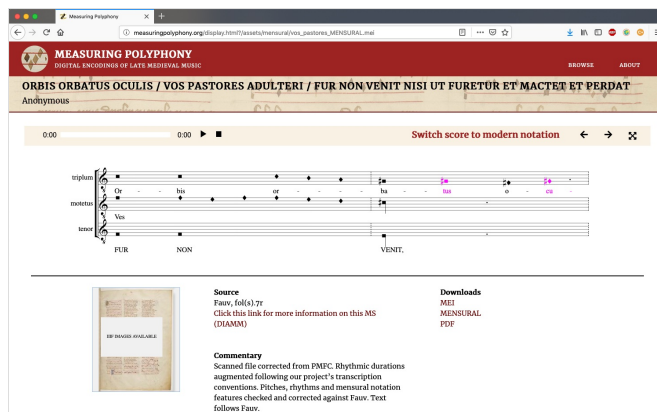 Measuring Polyphony
measuringpolyphony.org/display.html?/assets/mensural/vos_pastores_MENSURAL.mei
MEASURING POLYPHONY
DIGITAL ENCODINGS OF LATE MEDIEVAL MUSIC
BROWSE ABOUT
ORBIS ORBATUS OCULIS / VOS PASTORES ADULTERI / FUR NON VENIT NISI UT FURETUR ET MACTET ET PERDAT
Anonymous
0:00 0:00 Switch score to modern notation
triplum
Or - bis or - - - ba - tus o - cu -
motetus
Vos
tenor
FUR NON VENIT,
IIIF IMAGES AVAILABLE
Source
Fauv, fol(s).7r
Click this link for more information on this MS
(DIAMM)
Downloads
MEI
MENSURAL
PDF
Commentary
Scanned file corrected from PMFC. Rhythmic durations
augmented following our project's transcription
conventions. Pitches, rhythms and mensural notation
features checked and corrected against Fauv. Text
follows Fauv.